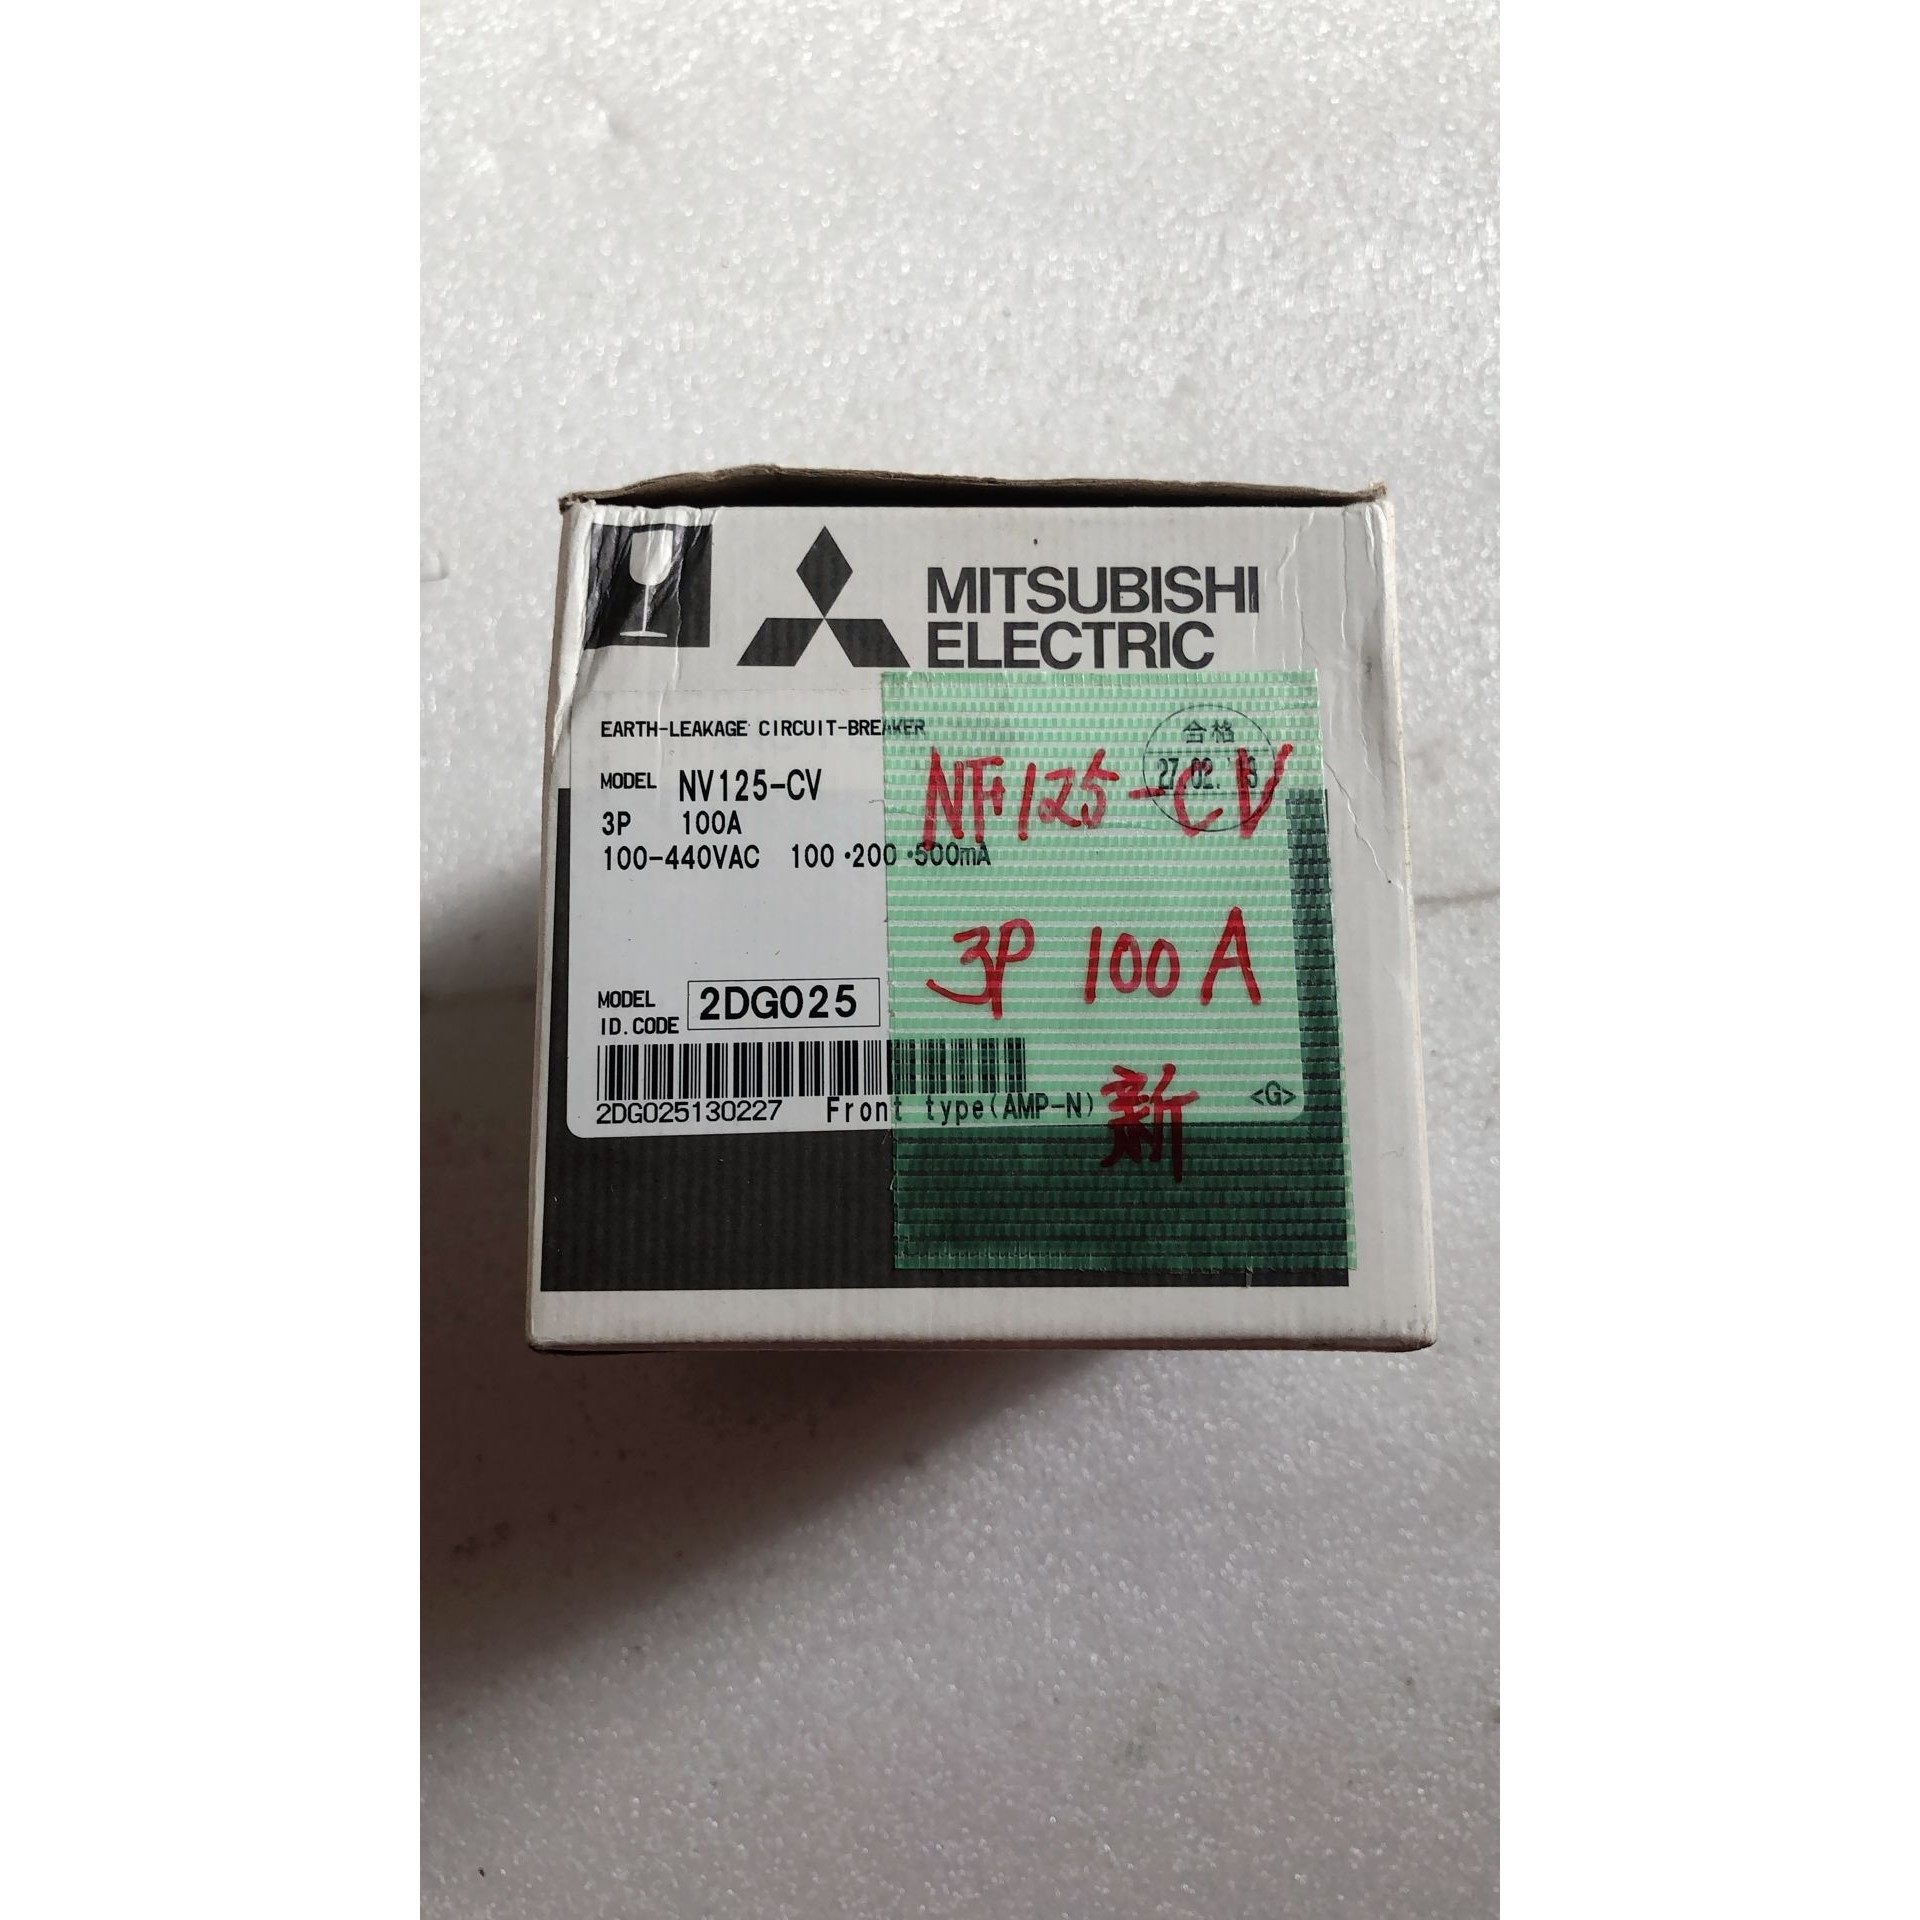 MITSUBISHI
ELECTRIC
EARTH-LEAKAGE CIRCUIT-BREAKER
MODEL NV125-CV
3P 100A
100-440VAC 100・200・500mA
合格
NF125-CV
3P 100A
新
MODEL
ID.CODE 2DG025
2DG025130227 Front type(AMP-N) <G>